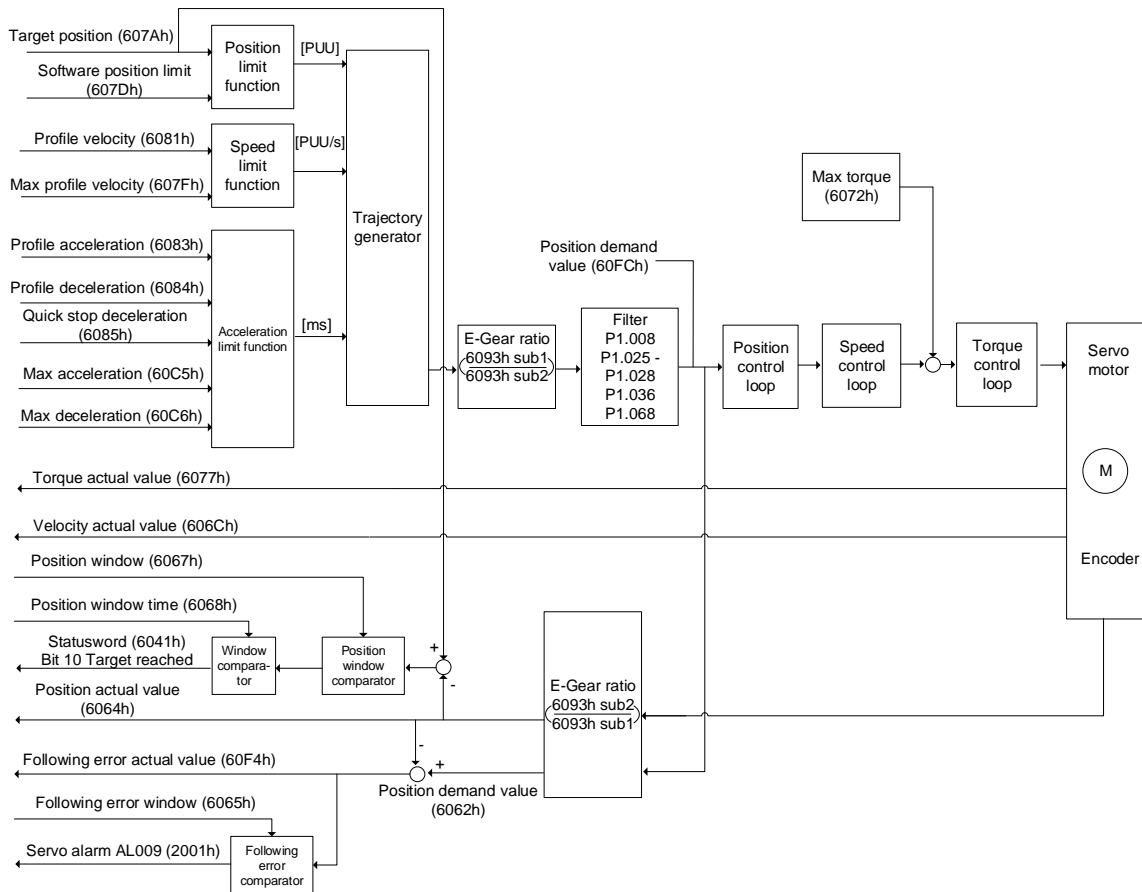 Target position (607Ah)
Software position limit
(607Dh)
Position
limit
function
[PUU]
Profile velocity (6081h)
Max profile velocity (607Fh)
Speed
limit
function
[PUU/s]
Profile acceleration (6083h)
Profile deceleration (6084h)
Quick stop deceleration
(6085h)
Max acceleration (60C5h)
Max deceleration (60C6h)
Acceleration
limit function
[ms]
Trajectory
generator
E-Gear ratio
(6093h sub1
6093h sub2)
Position demand
value (60FCh)
Filter
P1.008
P1.025 -
P1.028
P1.036
P1.068
Position
control
loop
Speed
control
loop
Max torque
(6072h)
Torque
control
loop
Servo
motor
M
Encoder
Torque actual value (6077h)
Velocity actual value (606Ch)
Position window (6067h)
Position window time (6068h)
Statusword (6041h)
Bit 10 Target reached
Window
compara-
tor
Position
window
comparator
+
-
Position actual value
(6064h)
E-Gear ratio
(6093h sub2
6093h sub1)
-
+
Following error actual value (60F4h)
Position demand value
(6062h)
Following error window (6065h)
Servo alarm AL009 (2001h)
Following
error
comparator